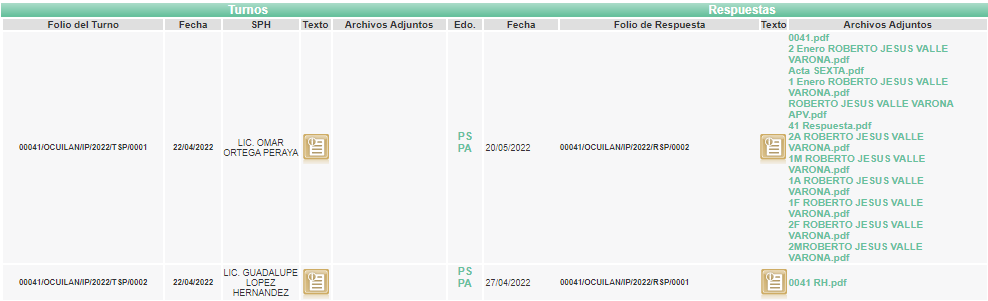 Turnos Respuestas
Folio del Turno Fecha SPH Texto Archivos Adjuntos Edo. Fecha Folio de Respuesta Texto Archivos Adjuntos
00041/OCUILAN/IP/2022/TSP/0001 22/04/2022 LIC. OMAR
ORTEGA PERAYA
PS
PA
20/05/2022 00041/OCUILAN/IP/2022/RSP/0002
0041.pdf
2 Enero ROBERTO JESUS VALLE
VARONA.pdf
Acta SEXTA.pdf
1 Enero ROBERTO JESUS VALLE
VARONA.pdf
ROBERTO JESUS VALLE VARONA
APV.pdf
41 Respuesta.pdf
2A ROBERTO JESUS VALLE
VARONA.pdf
1M ROBERTO JESUS VALLE
VARONA.pdf
1A ROBERTO JESUS VALLE
VARONA.pdf
1F ROBERTO JESUS VALLE
VARONA.pdf
2F ROBERTO JESUS VALLE
VARONA.pdf
2MROBERTO JESUS VALLE
VARONA.pdf
00041/OCUILAN/IP/2022/TSP/0002 22/04/2022 LIC. GUADALUPE
LOPEZ
HERNANDEZ
PS
PA
27/04/2022 00041/OCUILAN/IP/2022/RSP/0001
0041 RH.pdf